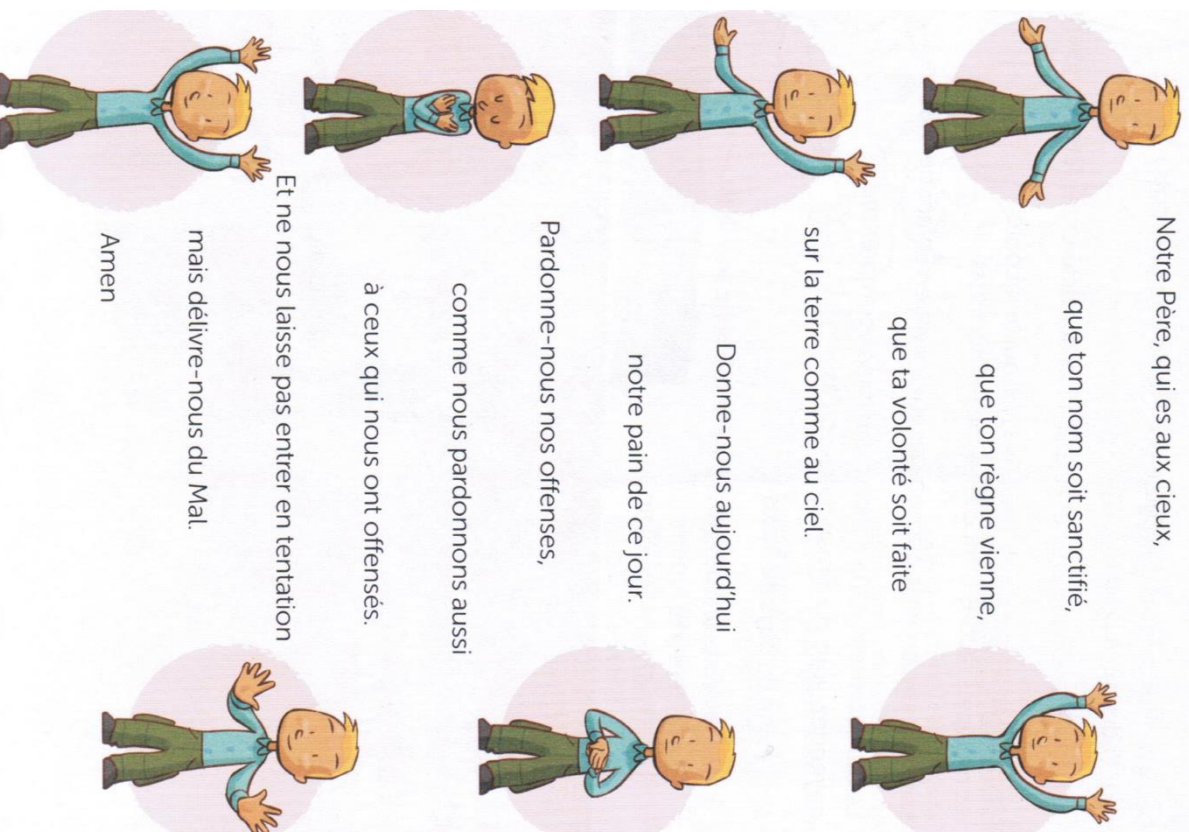 Notre Père, qui es aux cieux,
que ton nom soit sanctifié,
que ton règne vienne,
que ta volonté soit faite
sur la terre comme au ciel.
Donne-nous aujourd'hui
notre pain de ce jour.
Pardonne-nous nos offenses,
comme nous pardonnons aussi
à ceux qui nous ont offensés.
Et ne nous laisse pas entrer en tentation
mais délivre-nous du Mal.
Amen